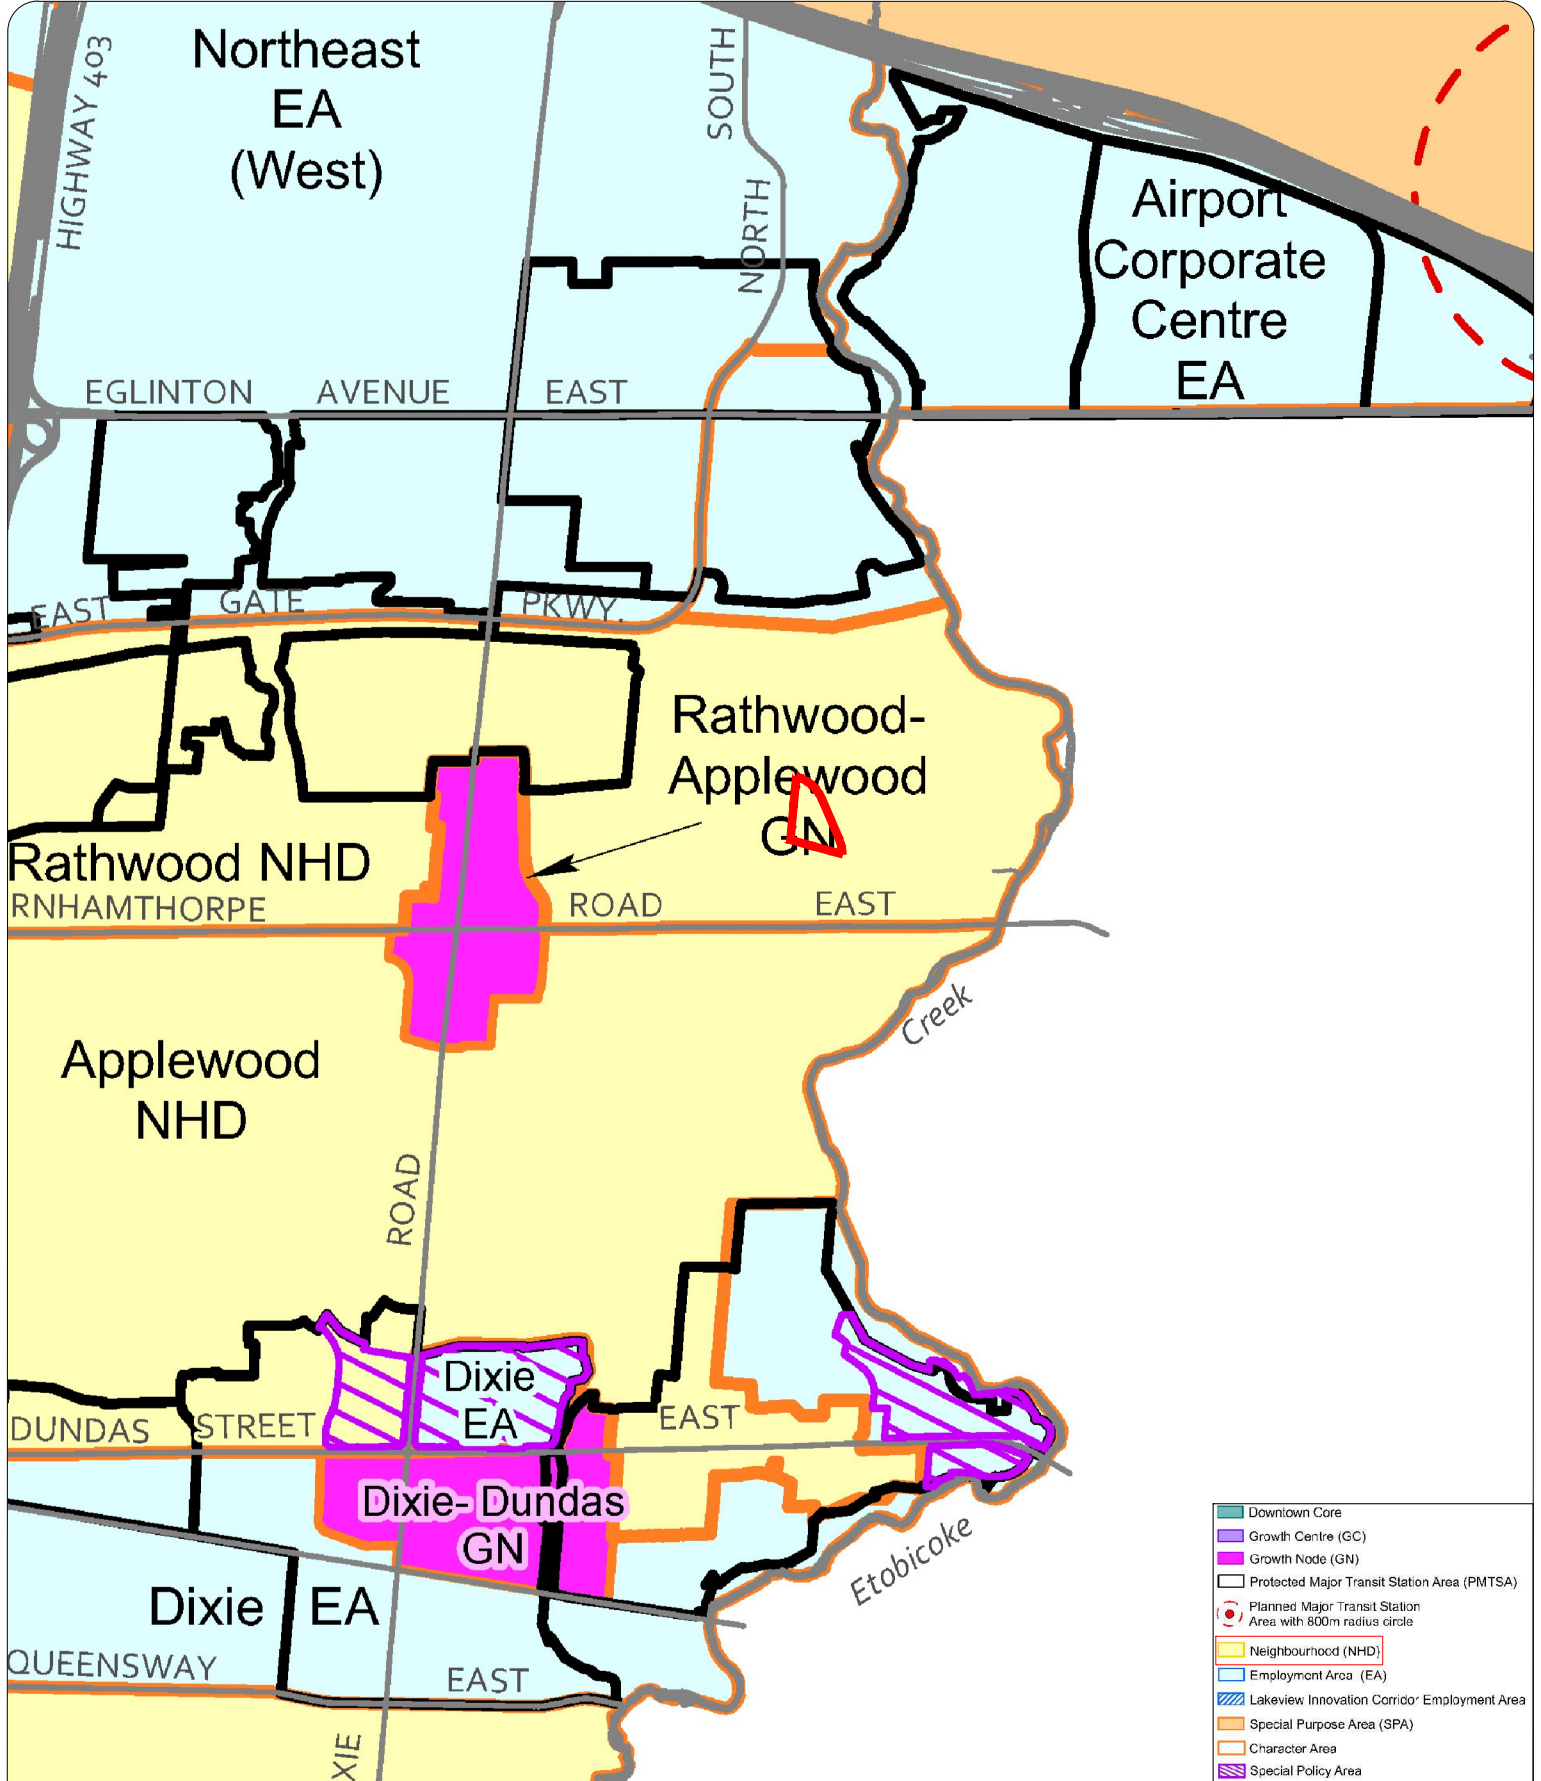 Northeast
EA
(West)
HIGHWAY 403
SOUTH
NORTH
Airport
Corporate
Centre
EA
EGLINTON AVENUE EAST
EAST GATE PKWY.
Rathwood-
Applewood
GN
Rathwood NHD
RNHAMTHORPE ROAD EAST
Creek
Applewood
NHD
ROAD
Dixie
EA
DUNDAS STREET EAST
Dixie- Dundas
GN
Etobicoke
Dixie EA
QUEENSWAY EAST
XIE
Downtown Core
Growth Centre (GC)
Growth Node (GN)
Protected Major Transit Station Area (PMTSA)
Planned Major Transit Station
Area with 800m radius circle
Neighbourhood (NHD)
Employment Area (EA)
Lakeview Innovation Corridor Employment Area
Special Purpose Area (SPA)
Character Area
Special Policy Area